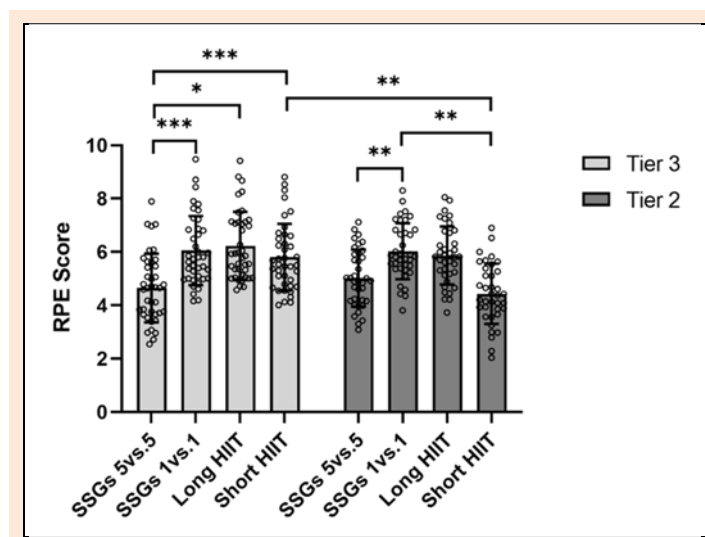 ***
**
*
**
***
**
10
8
6
4
2
0
RPE Score
Tier 3
Tier 2
SSGs 5vs.5
SSGs 1vs.1
Long HIIT
Short HIIT
SSGs 5vs.5
SSGs 1vs.1
Long HIIT
Short HIIT